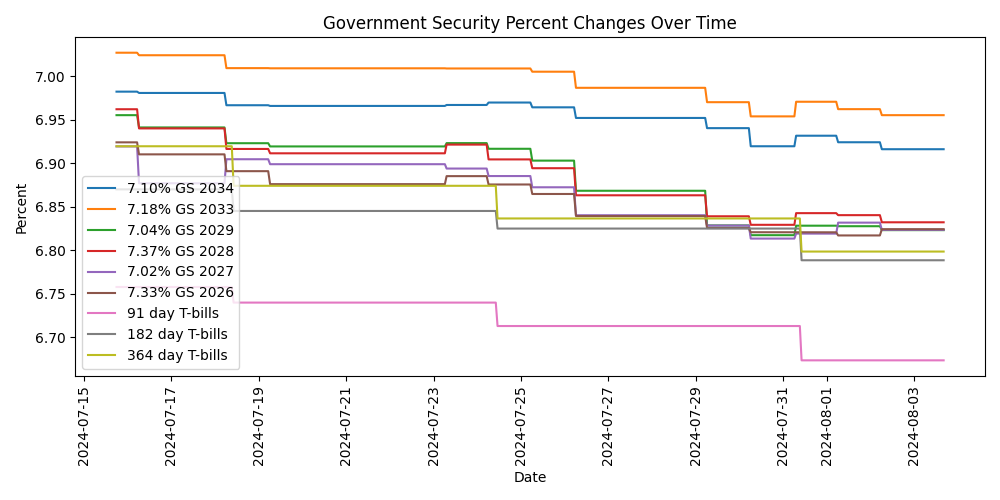 Government Security Percent Changes Over Time
Percent
7.00
6.95
6.90
6.85
6.80
6.75
6.70
7.10% GS 2034
7.18% GS 2033
7.04% GS 2029
7.37% GS 2028
7.02% GS 2027
7.33% GS 2026
91 day T-bills
182 day T-bills
364 day T-bills
2024-07-15
2024-07-17
2024-07-19
2024-07-21
2024-07-23
2024-07-25
2024-07-27
2024-07-29
2024-07-31
2024-08-01
2024-08-03
Date